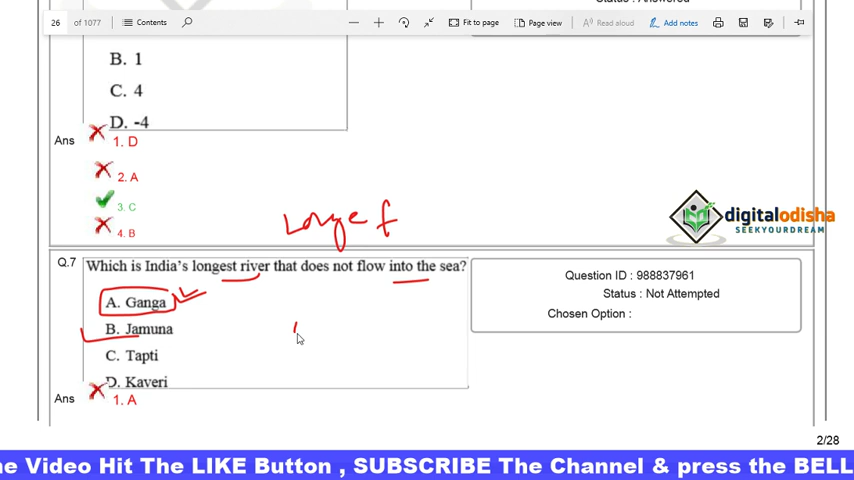 Status : Answered
26 of 1077 Contents Fit to page Page view Read aloud Add notes
B. 1
C. 4
D. -4
Ans
1. D
2. A
3. C
4. B
digitalodisha
SEEKYOURDREAM
Q.7 Which is India's longest river that does not flow into the sea?
A. Ganga
B. Jamuna
C. Tapti
D. Kaveri
Question ID : 988837961
Status : Not Attempted
Chosen Option :
Ans
1. A
2/28
he Video Hit The LIKE Button , SUBSCRIBE The Channel & press the BELL